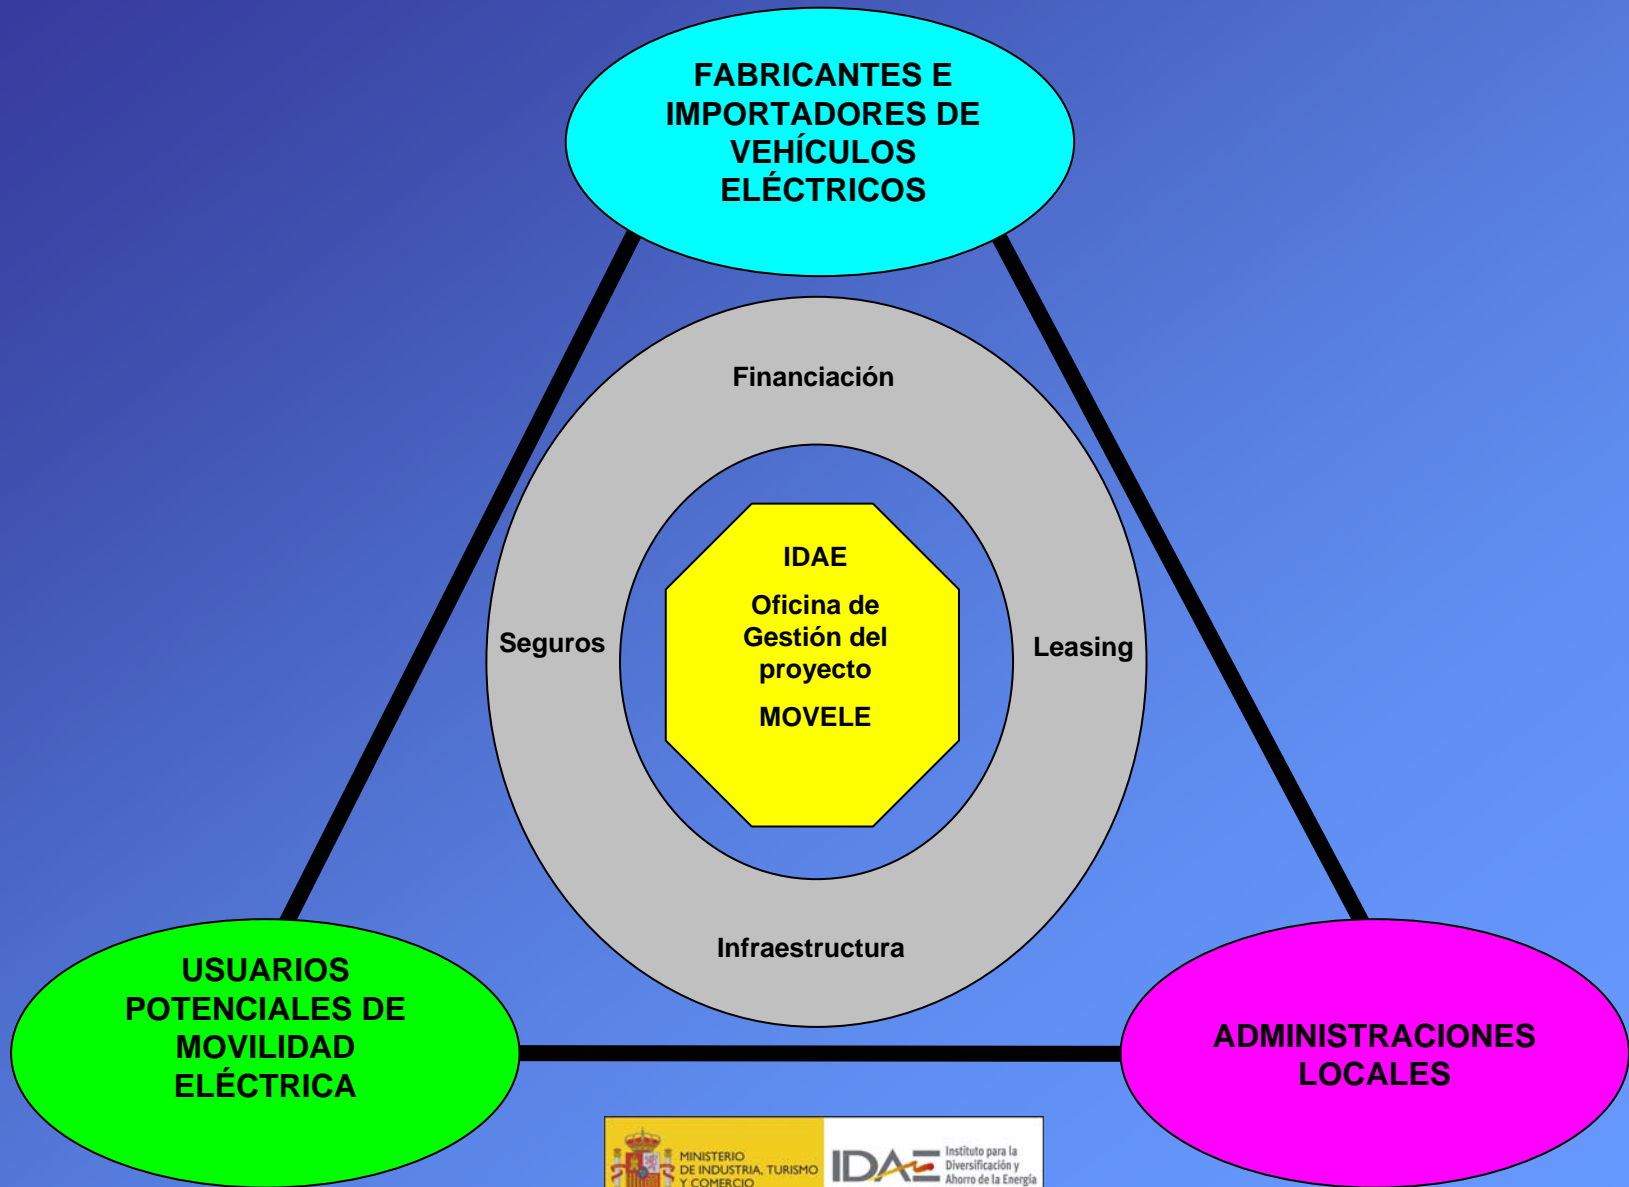 FABRICANTES E
IMPORTADORES DE
VEHÍCULOS
ELÉCTRICOS
Financiación
Seguros
IDAE
Oficina de
Gestión del
proyecto
MOVELE
Leasing
Infraestructura
USUARIOS
POTENCIALES DE
MOVILIDAD
ELÉCTRICA
ADMINISTRACIONES
LOCALES
MINISTERIO
DE INDUSTRIA, TURISMO
Y COMERCIO
IDAE
Instituto para la
Diversificación y
Ahorro de la Energía